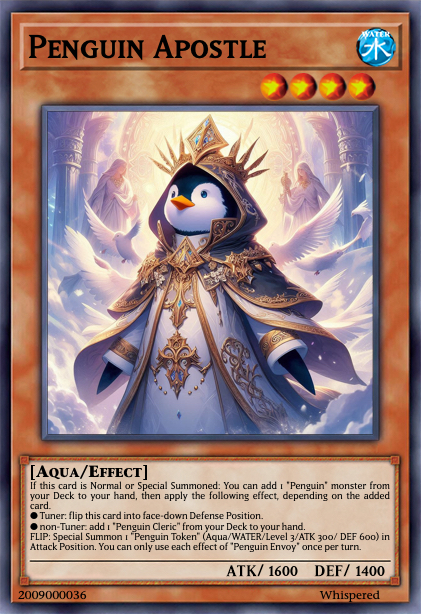 Penguin Apostle
WATER
水
[Aqua/Effect]
If this card is Normal or Special Summoned: You can add 1 "Penguin" monster from
your Deck to your hand, then apply the following effect, depending on the added
card.
●Tuner: flip this card into face-down Defense Position.
●non-Tuner: add 1 "Penguin Cleric" from your Deck to your hand.
FLIP: Special Summon 1 "Penguin Token" (Aqua/WATER/Level 3/ATK 300/ DEF 600) in
Attack Position. You can only use each effect of "Penguin Envoy" once per turn.
ATK/ 1600 DEF/ 1400
2009000036 Whispered